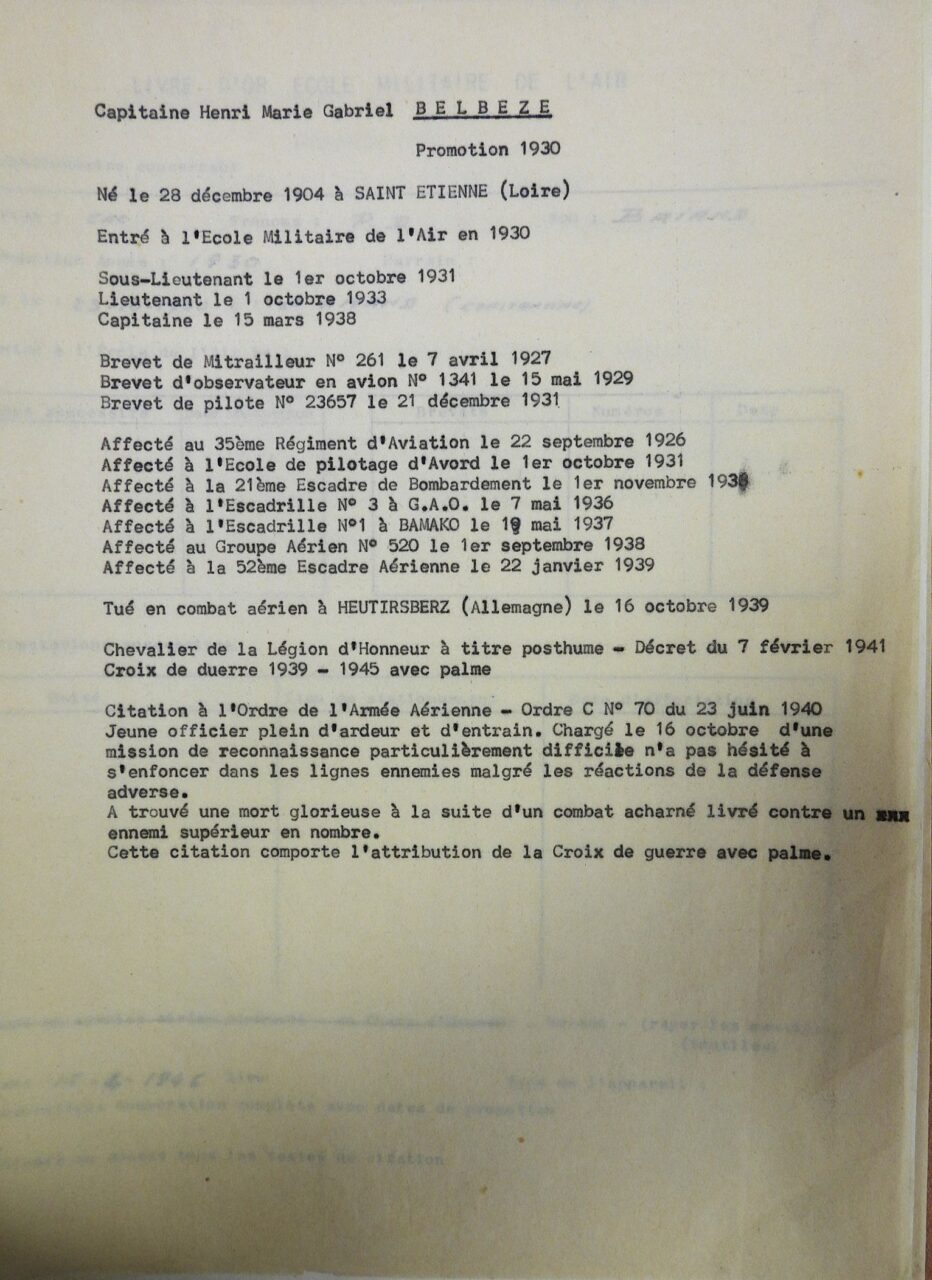 Capitaine Henri Marie Gabriel BELBEZE
Promotion 1930
Né le 28 décembre 1904 à SAINT ETIENNE (Loire)
Entré à l'Ecole Militaire de l'Air en 1930
Sous-Lieutenant le 1er octobre 1931
Lieutenant le 1 octobre 1933
Capitaine le 15 mars 1938
Brevet de Mitrailleur N° 261 le 7 avril 1927
Brevet d'observateur en avion N° 1341 le 15 mai 1929
Brevet de pilote N° 23657 le 21 décembre 1931
Affecté au 35ème Régiment d'Aviation le 22 septembre 1926
Affecté à l'Ecole de pilotage d'Avord le 1er octobre 1931
Affecté à la 21ème Escadre de Bombardement le 1er novembre
Affecté à l'Escadrille N° 3 à G.A.O. le 7 mai 1936
Affecté à l'Escadrille N°1 à BAMAKO le mai 1937
Affecté au Groupe Aérien N° 520 le 1er septembre 1938
Affecté à la 52ème Escadre Aérienne le 22 janvier 1939
Tué en combat aérien à HEUTIRSBERZ (Allemagne) le 16 octobre 1939
Chevalier de la Légion d'Honneur à titre posthume - Décret du 7 février 1941
Croix de duerre 1939 - 1945 avec palme
Citation à l'Ordre de l'Armée Aérienne - Ordre C N° 70 du 23 juin 1940
Jeune officier plein d'ardeur et d'entrain. Chargé le 16 octobre d'une
mission de reconnaissance particulièrement difficile n'a pas hésité à
s'enfoncer dans les lignes ennemies malgré les réactions de la défense
adverse.
A trouvé une mort glorieuse à la suite d'un combat acharné livré contre un
ennemi supérieur en nombre.
Cette citation comporte l'attribution de la Croix de guerre avec palme.